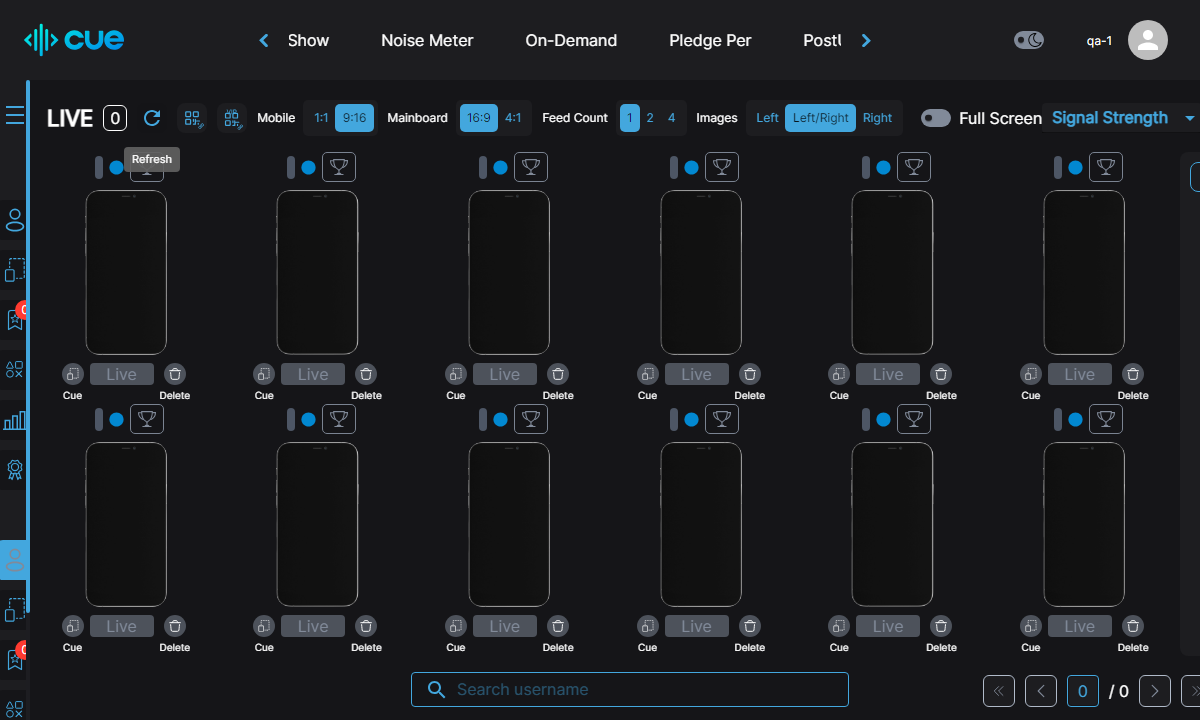 cue
Show
Noise Meter
On-Demand
Pledge Per
qa-1
LIVE 0
Mobile 1:1 9:16
Mainboard 16:9 4:1
Feed Count 1 2 4
Images Left Left/Right Right
Full Screen
Signal Strength
Refresh
Live Live Live Live Live Live
Cue Delete Cue Delete Cue Delete Cue Delete Cue Delete Cue Delete
Live Live Live Live Live Live
Cue Delete Cue Delete Cue Delete Cue Delete Cue Delete Cue Delete
Search username
0 / 0